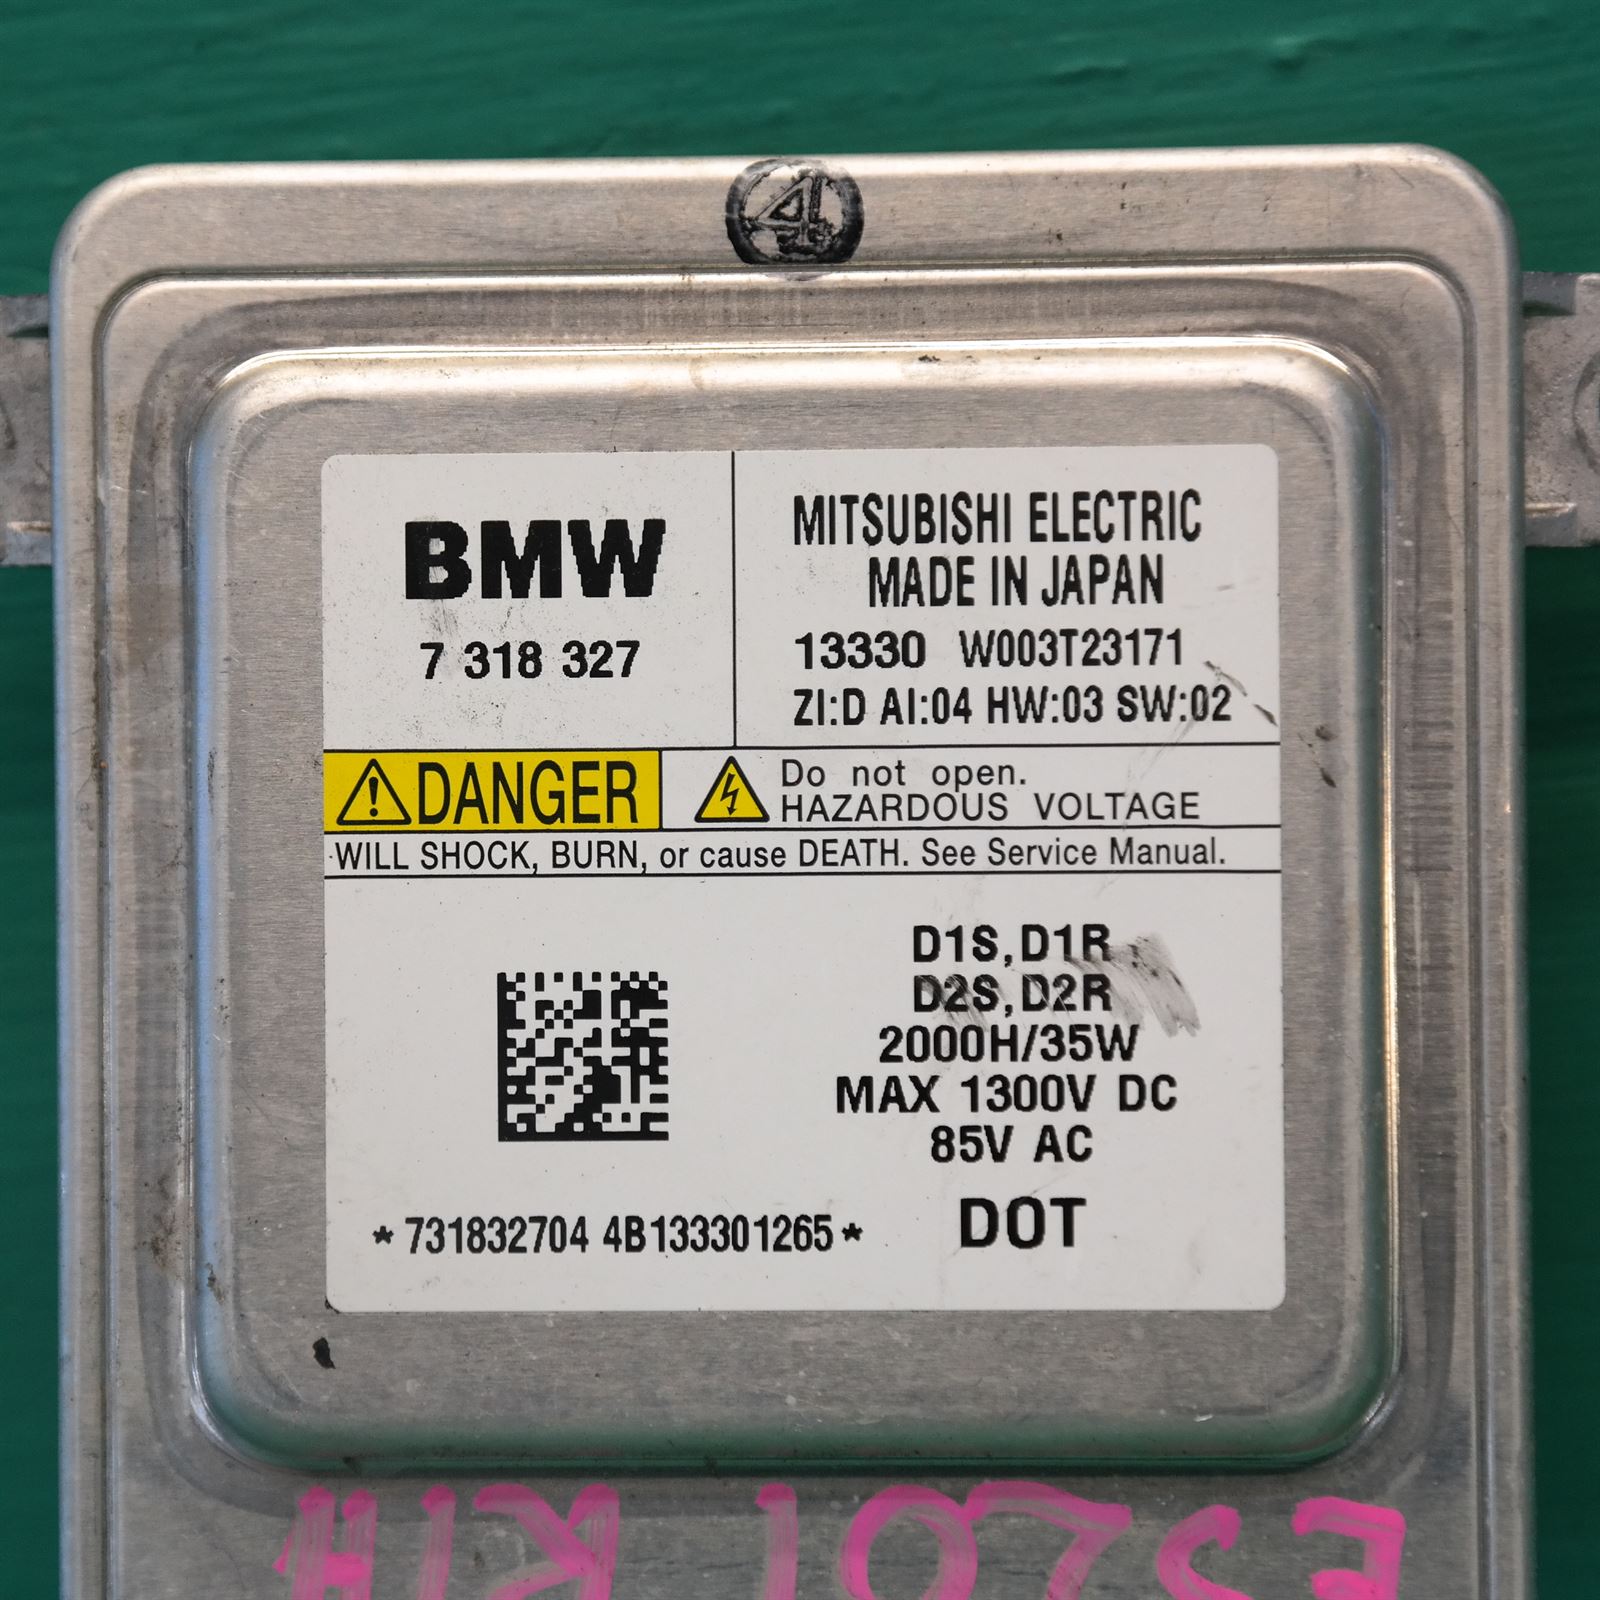 4
BMW
7 318 327
MITSUBISHI ELECTRIC
MADE IN JAPAN
13330 W003T23171
ZI:D AI:04 HW:03 SW:02
DANGER
Do not open.
HAZARDOUS VOLTAGE
WILL SHOCK, BURN, or cause DEATH. See Service Manual.
D1S,D1R
D2S,D2R
2000H/35W
MAX 1300V DC
85V AC
DOT
*731832704 4B133301265*